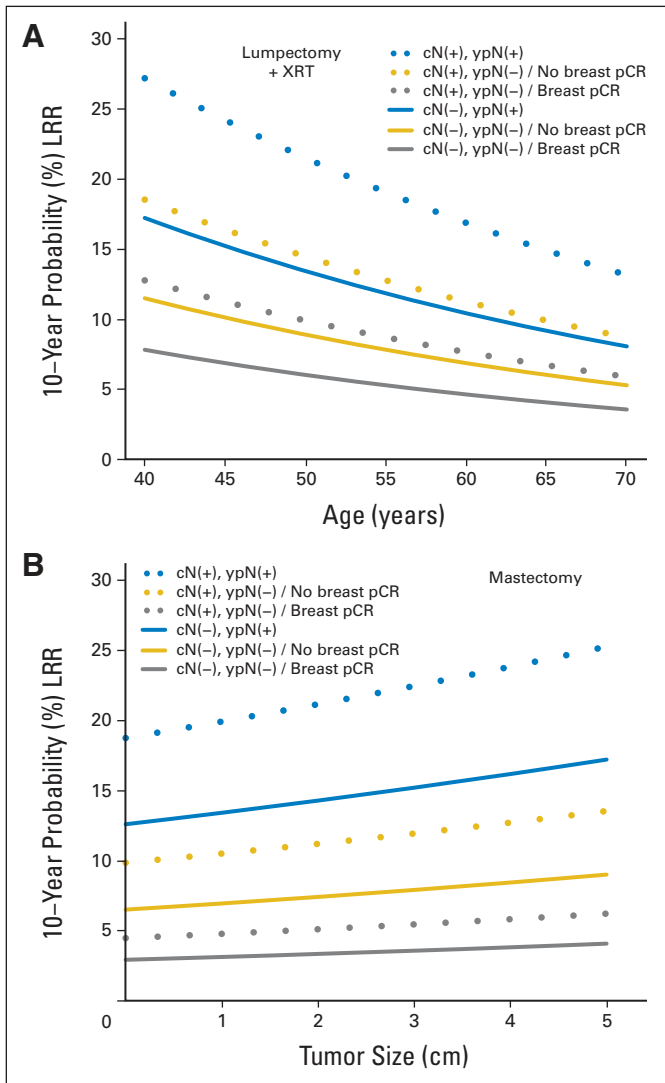 A
30
25
20
15
10
5
0
10–Year Probability (%) LRR
Lumpectomy
+ XRT
cN(+), ypN(+)
cN(+), ypN(–) / No breast pCR
cN(+), ypN(–) / Breast pCR
cN(–), ypN(+)
cN(–), ypN(–) / No breast pCR
cN(–), ypN(–) / Breast pCR
40 45 50 55 60 65 70
Age (years)
B
30
25
20
15
10
5
0
10–Year Probability (%) LRR
cN(+), ypN(+)
cN(+), ypN(–) / No breast pCR
cN(+), ypN(–) / Breast pCR
cN(–), ypN(+)
cN(–), ypN(–) / No breast pCR
cN(–), ypN(–) / Breast pCR
Mastectomy
1 2 3 4 5
Tumor Size (cm)